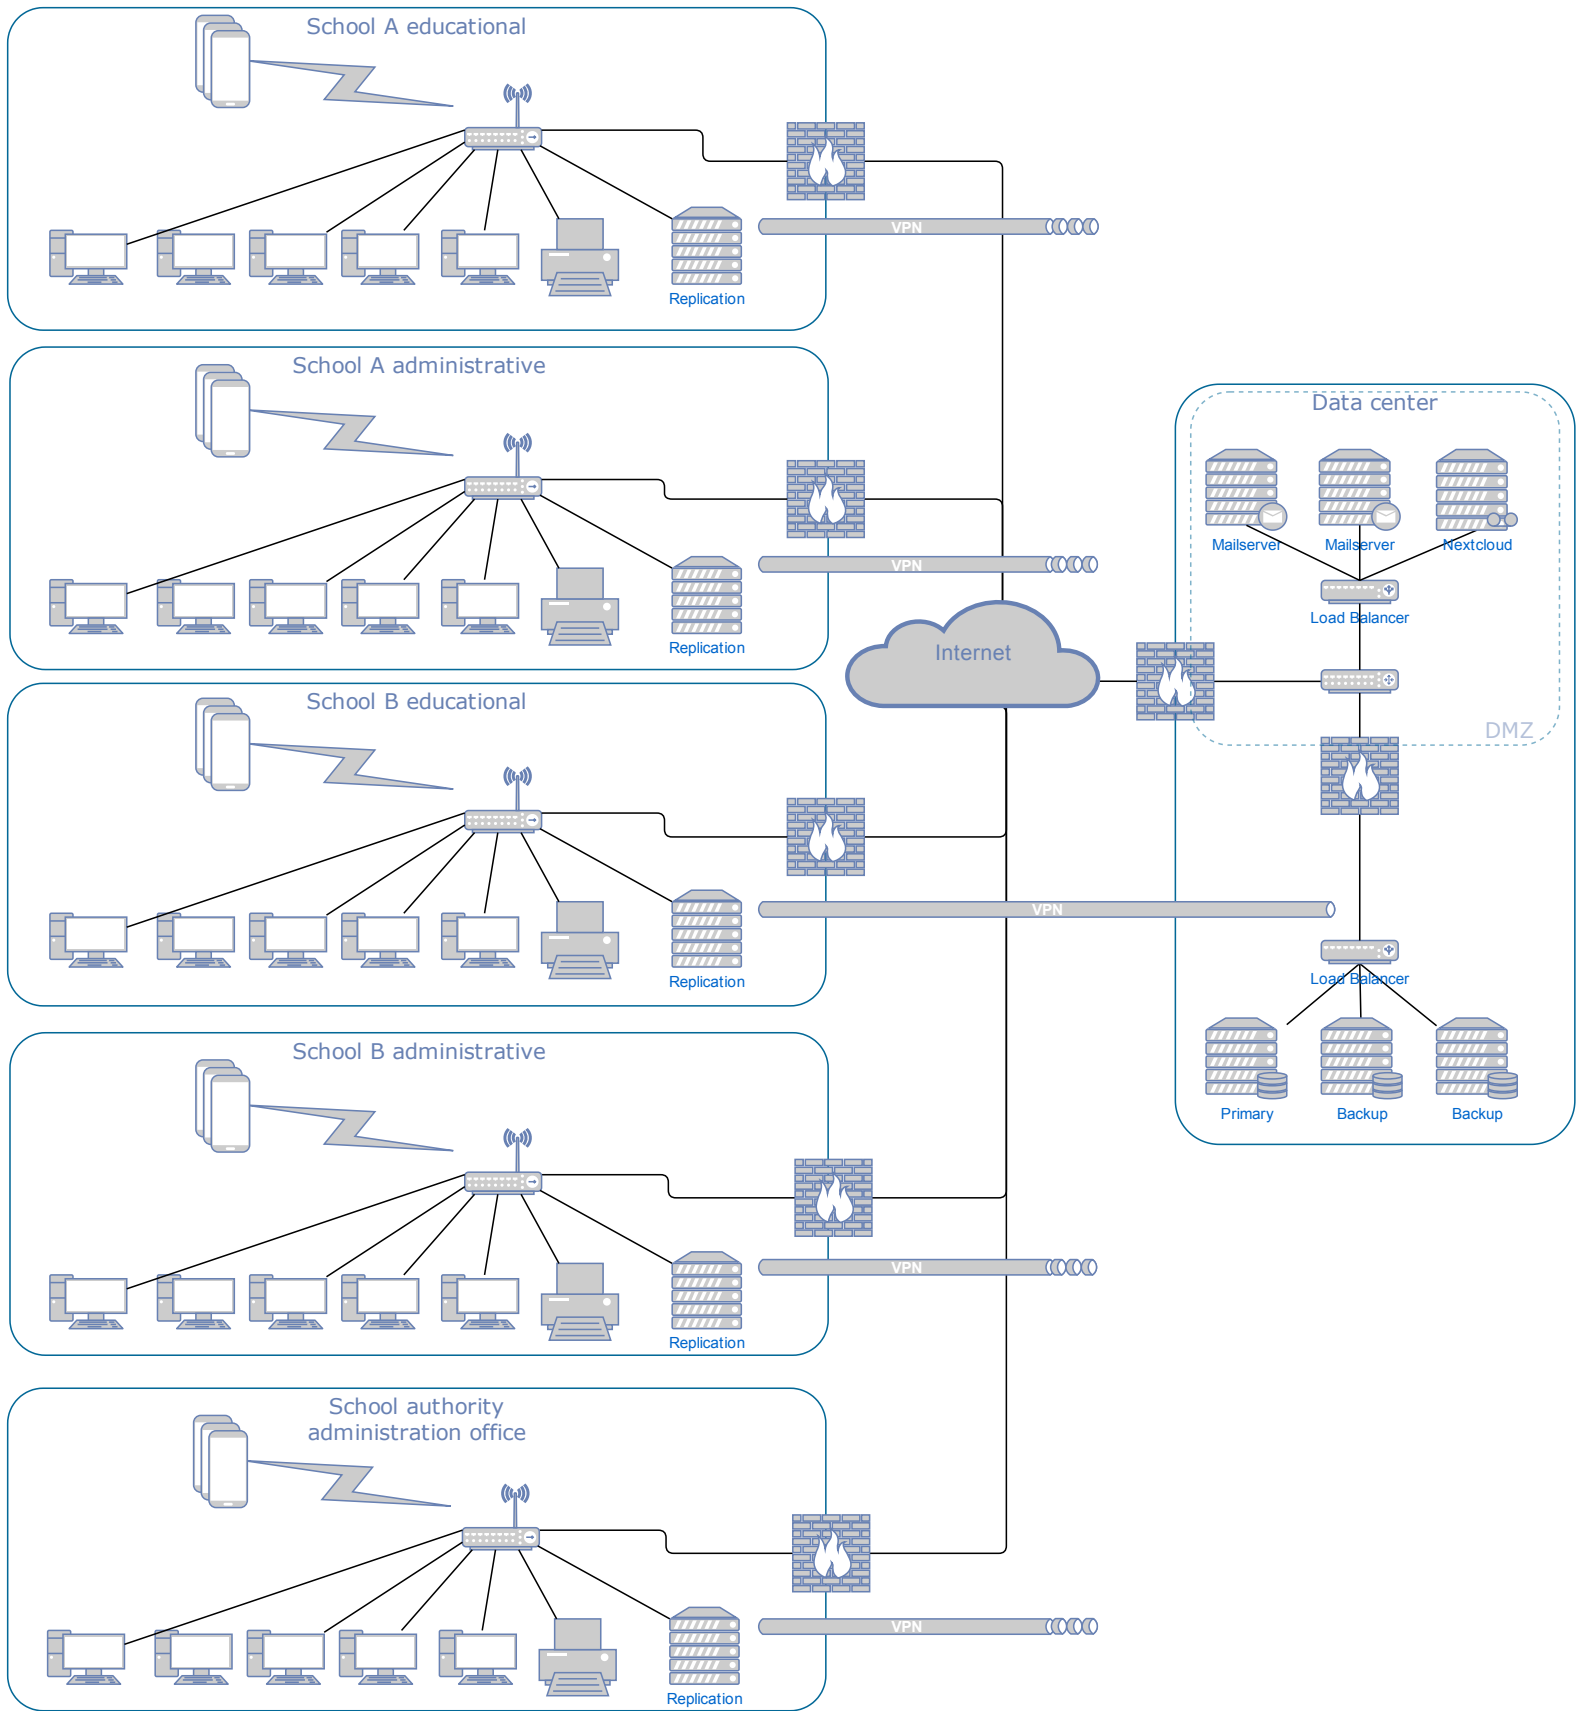 School A educational
VPN
Replication
School A administrative
VPN
Replication
School B educational
VPN
Replication
School B administrative
VPN
Replication
School authority
administration office
VPN
Replication
Internet
Data center
Mailserver
Mailserver
Nextcloud
Load Balancer
DMZ
Load Balancer
Primary
Backup
Backup